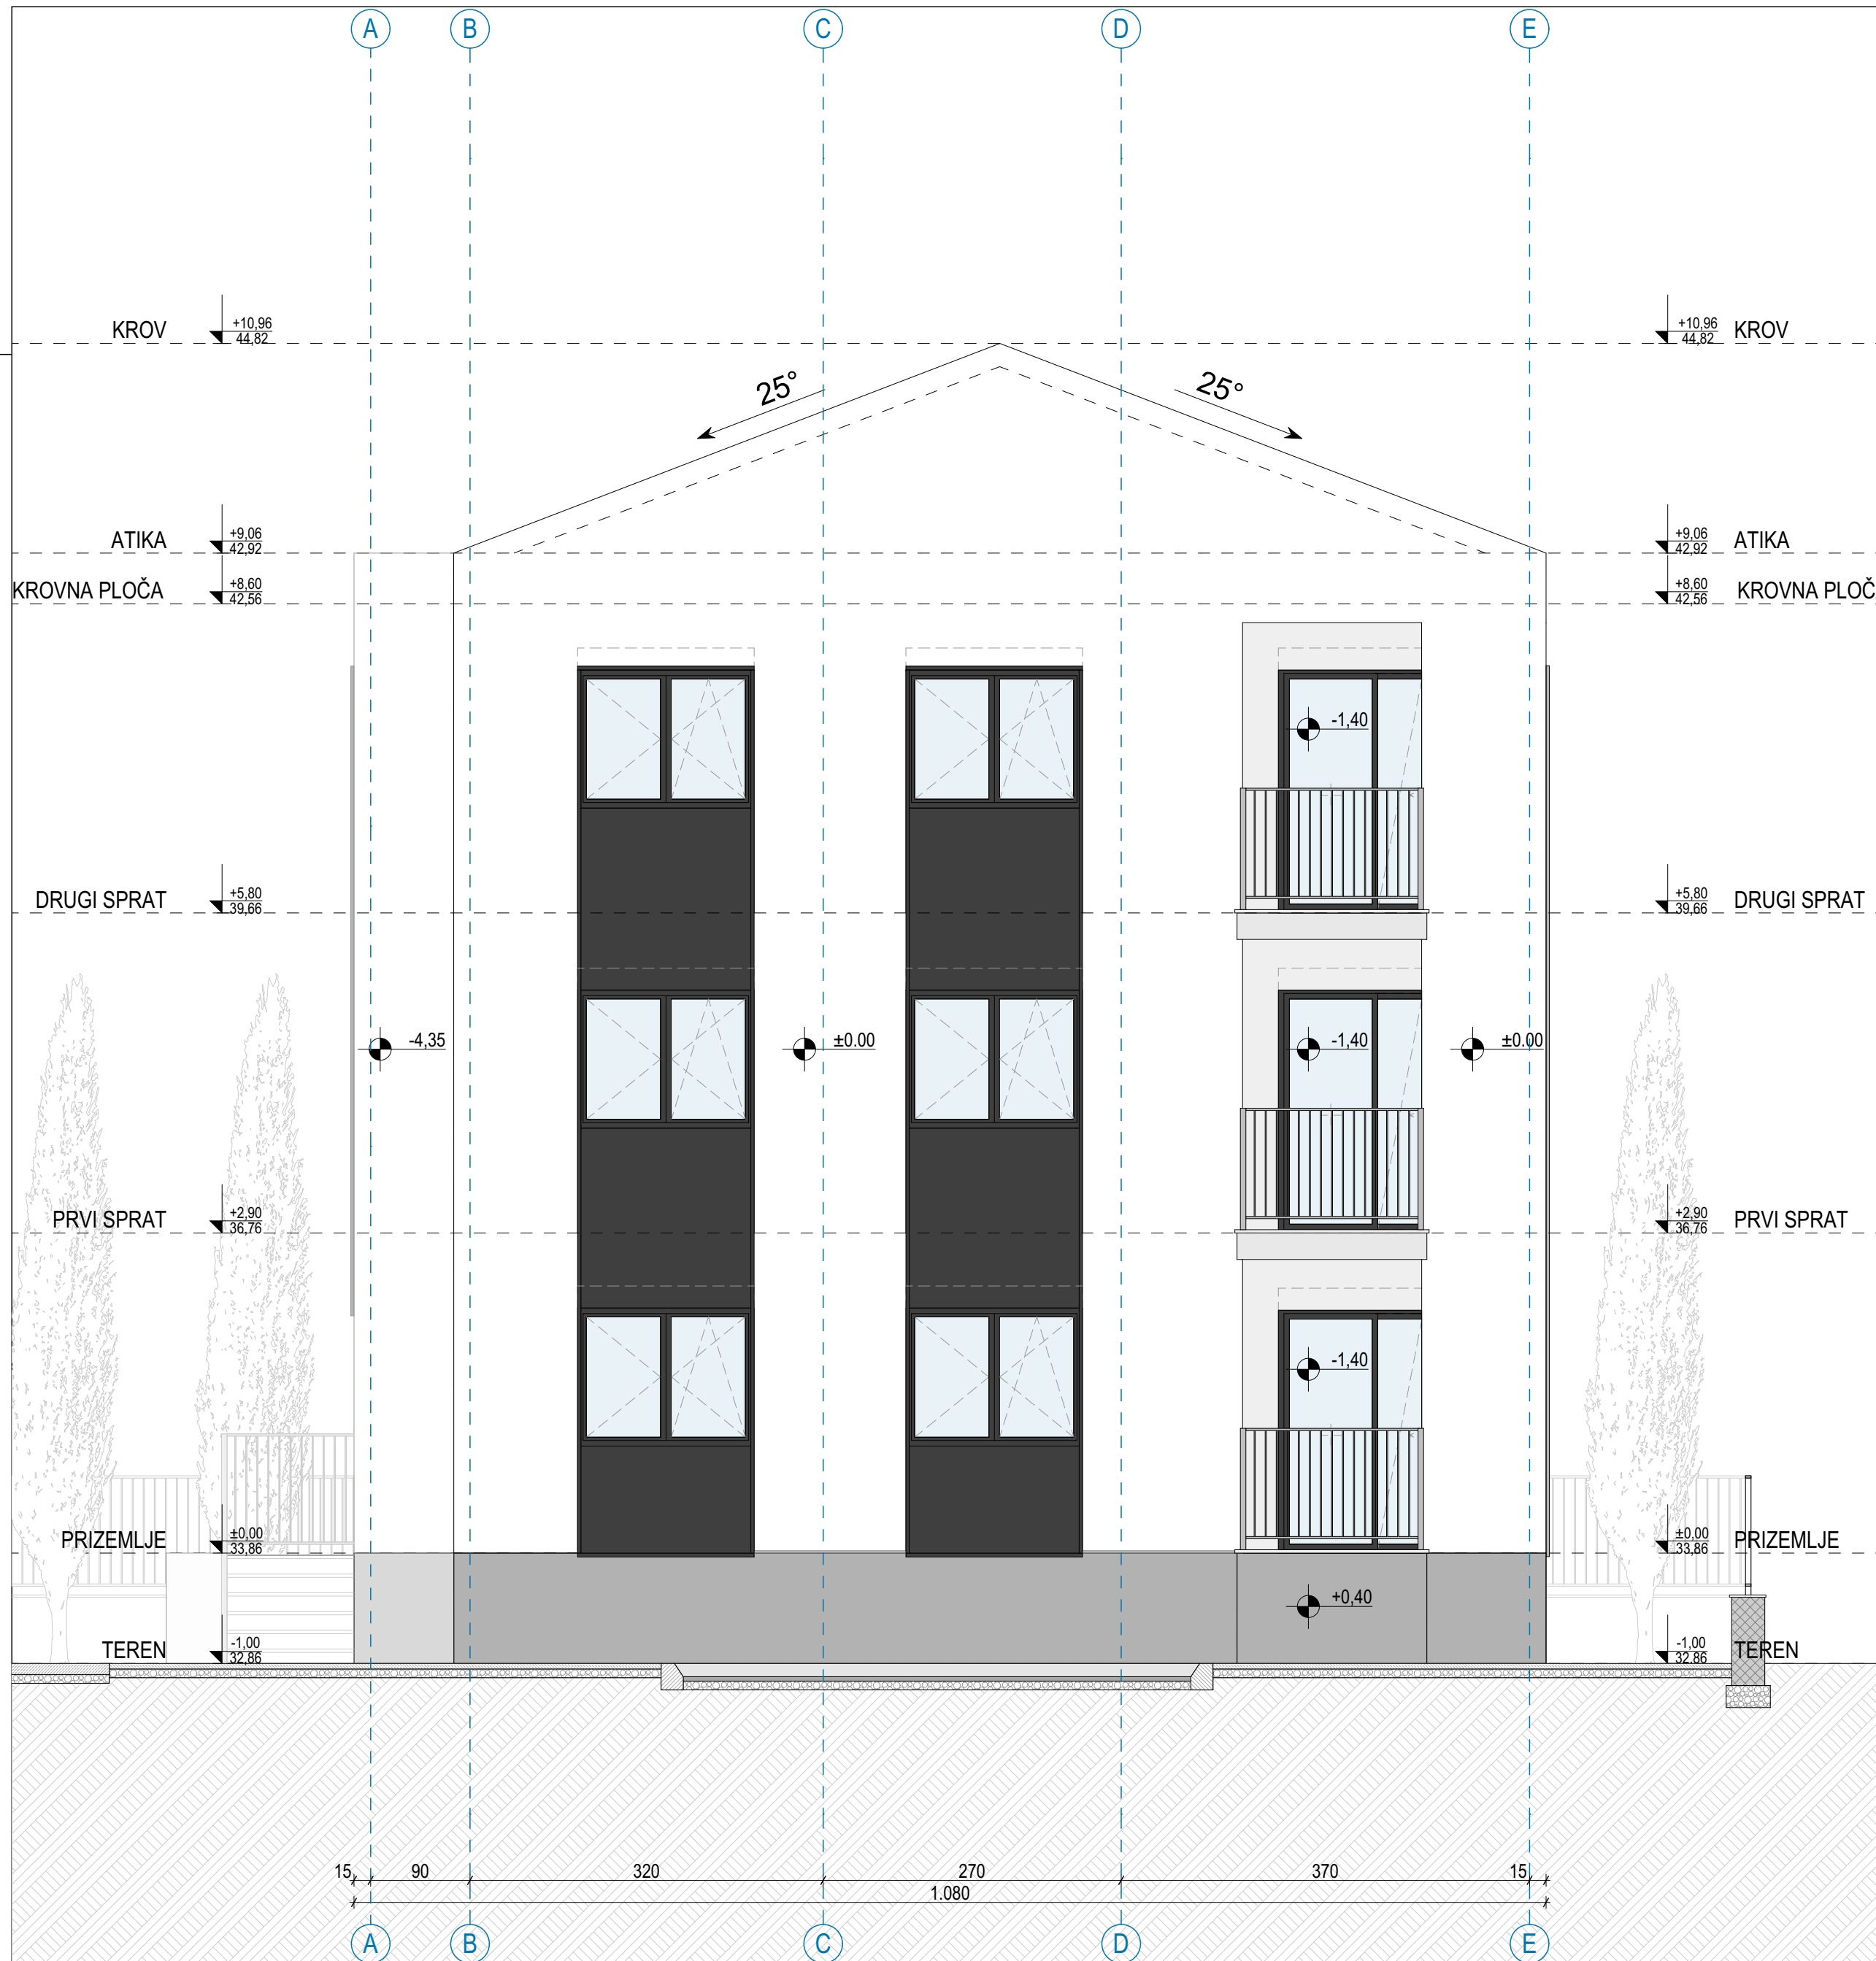 A B C D E
KROV +10,96 44,82
+10,96 44,82 KROV
25° 25°
ATIKA +9,06 42,92
+9,06 42,92 ATIKA
KROVNA PLOČA +8,60 42,56
+8,60 42,56 KROVNA PLOČ
-1,40
DRUGI SPRAT +5,80 39,66
+5,80 39,66 DRUGI SPRAT
-4,35 ±0.00 -1,40 ±0.00
PRVI SPRAT +2,90 36,76
+2,90 36,76 PRVI SPRAT
-1,40
PRIZEMLJE ±0,00 33,86
±0,00 33,86 PRIZEMLJE
+0,40
TEREN -1,00 32,86
-1,00 32.86 TEREN
15 90 320 270 370 15
1.080
A B C D E